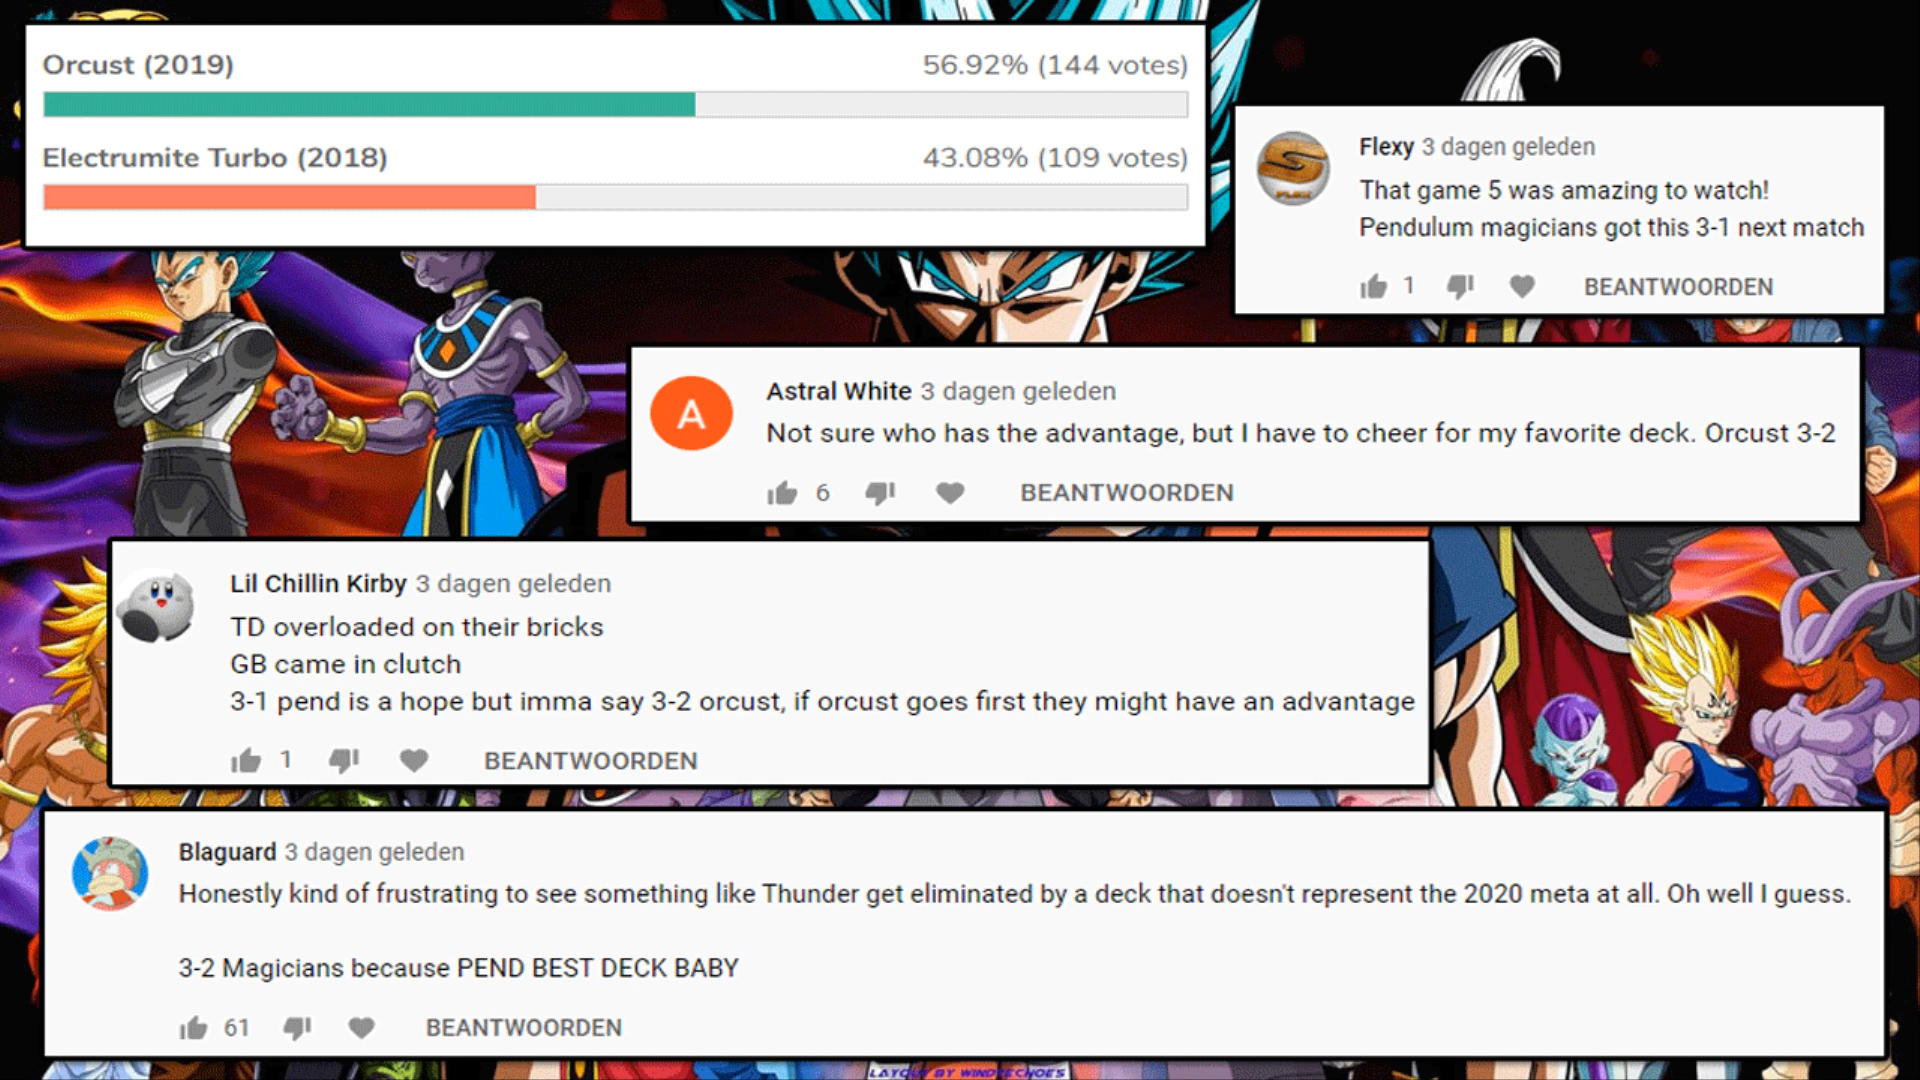 Orcust (2019) 56.92% (144 votes)
Electrumite Turbo (2018) 43.08% (109 votes)
Flexy 3 dagen geleden
That game 5 was amazing to watch!
Pendulum magicians got this 3-1 next match
1 BEANTWOORDEN
A
Astral White 3 dagen geleden
Not sure who has the advantage, but I have to cheer for my favorite deck. Orcust 3-2
6 BEANTWOORDEN
Lil Chillin Kirby 3 dagen geleden
TD overloaded on their bricks
GB came in clutch
3-1 pend is a hope but imma say 3-2 orcust, if orcust goes first they might have an advantage
1 BEANTWOORDEN
Blaguard 3 dagen geleden
Honestly kind of frustrating to see something like Thunder get eliminated by a deck that doesn't represent the 2020 meta at all. Oh well I guess.
3-2 Magicians because PEND BEST DECK BABY
61 BEANTWOORDEN
LAYOUT BY